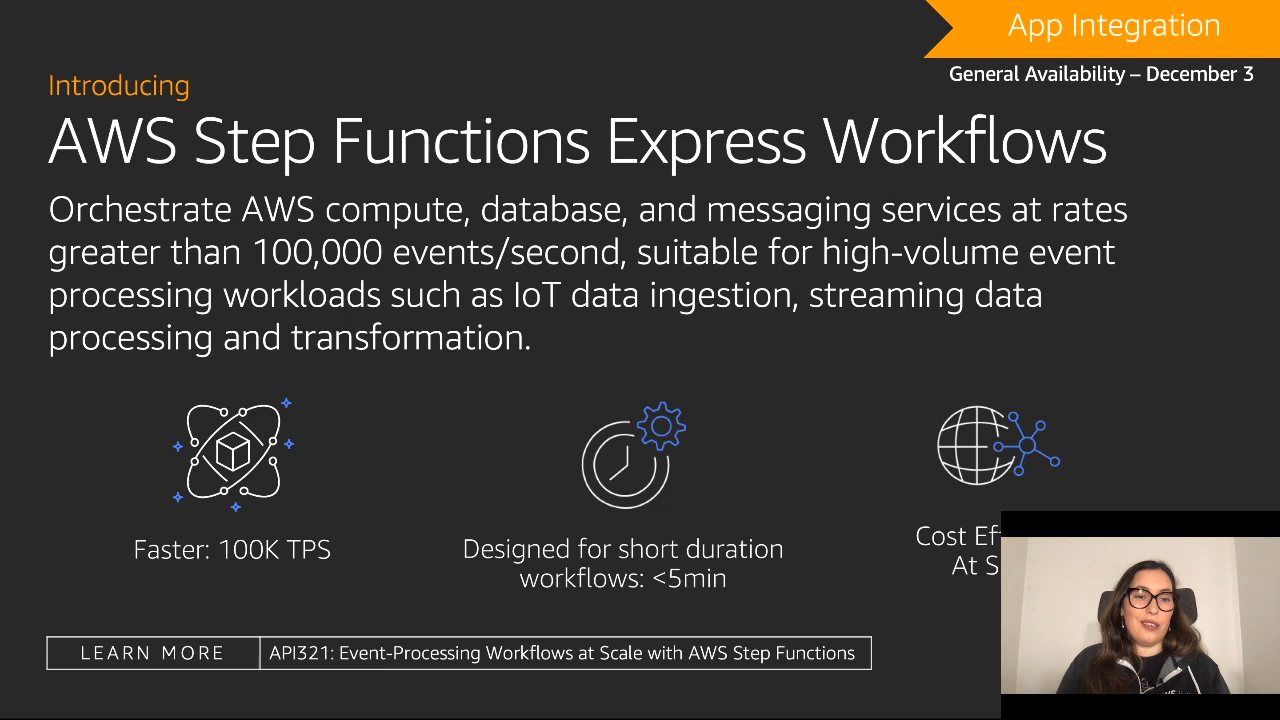 App Integration
General Availability – December 3
Introducing
AWS Step Functions Express Workflows
Orchestrate AWS compute, database, and messaging services at rates
greater than 100,000 events/second, suitable for high-volume event
processing workloads such as IoT data ingestion, streaming data
processing and transformation.
Faster: 100K TPS
Designed for short duration
workflows: <5min
Cost
At
LEARN MORE
API321: Event-Processing Workflows at Scale with AWS Step Functions